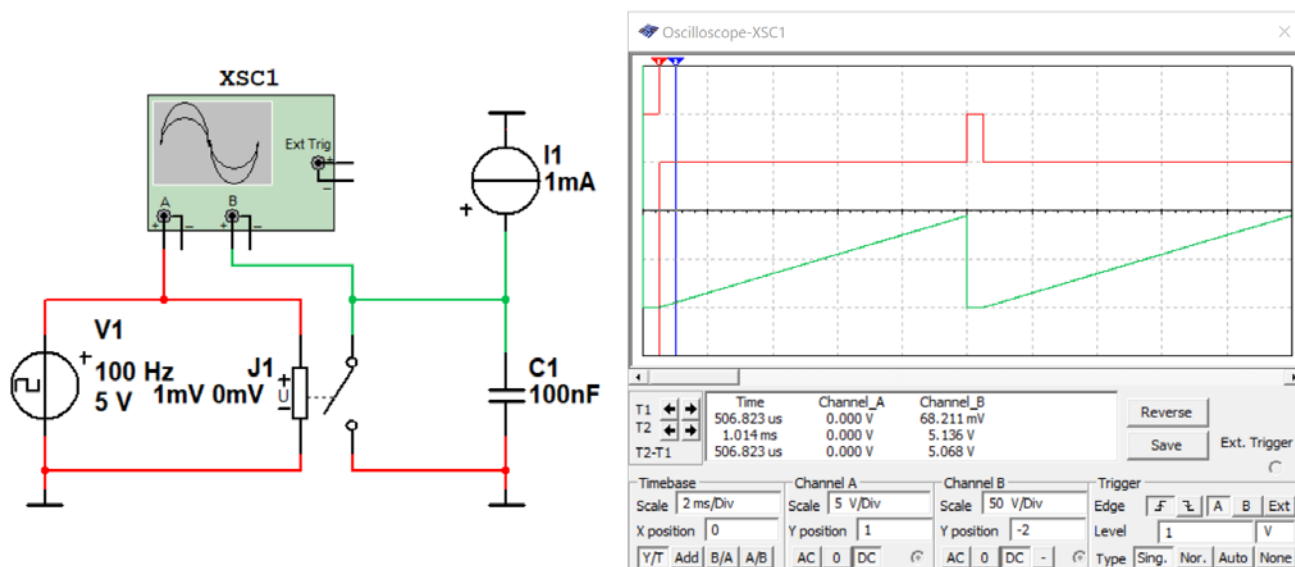 XSC1
Ext Trig
+
−
A
B
+ − + −
I1
1mA
+
V1
+
100 Hz
5 V
1mV 0mV
J1
+
U
−
C1
100nF
Oscilloscope-XSC1
T1
T2
T2-T1
Time Channel_A Channel_B
506.823 us 0.000 V 68.211 mV
1.014 ms 0.000 V 5.136 V
506.823 us 0.000 V 5.068 V
Reverse
Save
Ext. Trigger
Timebase
Scale 2 ms/Div
X position 0
Y/T Add B/A A/B
Channel A
Scale 5 V/Div
Y position 1
AC 0 DC
Channel B
Scale 50 V/Div
Y position -2
AC 0 DC -
Trigger
Edge A B Ext
Level 1 V
Type Sing. Nor. Auto None